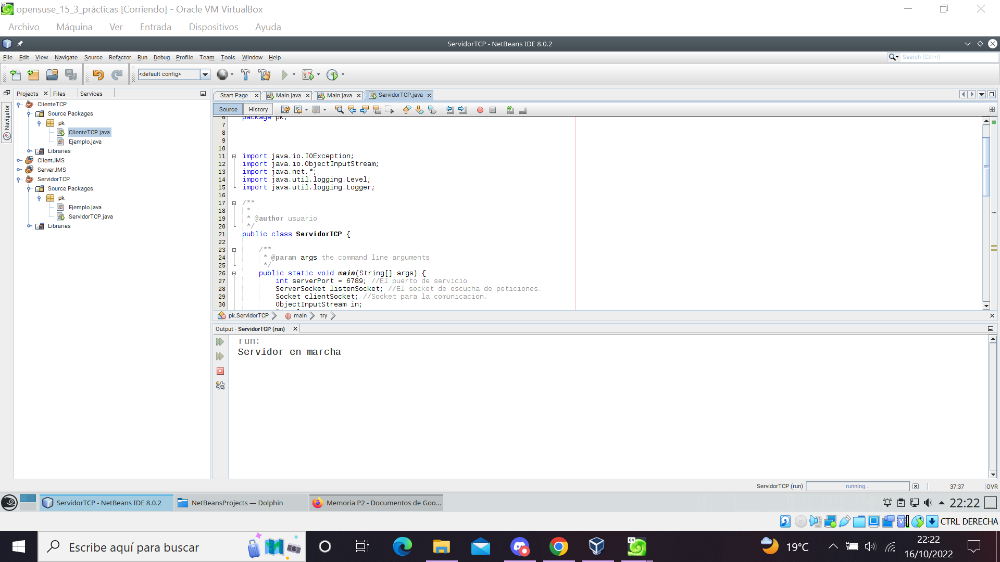 opensuse_15_3_prácticas [Corriendo] - Oracle VM VirtualBox
Archivo Máquina Ver Entrada Dispositivos Ayuda
ServidorTCP - NetBeans IDE 8.0.2
File Edit View Navigate Source Refactor Run Debug Profile Team Tools Window Help
Search (Ctrl+I)
<default config>
Projects Files Services
Navigator
ClienteTCP
Source Packages
pk
ClienteTCP.java
Ejemplo.java
Libraries
ClientJMS
ServerJMS
ServidorTCP
Source Packages
pk
Ejemplo.java
ServidorTCP.java
Libraries
Start Page Main.java Main.java ServidorTCP.java
Source History
6 package pk;
7
8
9
10
11 import java.io.IOException;
12 import java.io.ObjectInputStream;
13 import java.net.*;
14 import java.util.logging.Level;
15 import java.util.logging.Logger;
16
17 /**
18 *
19 * @author usuario
20 */
21 public class ServidorTCP {
22
23 /**
24 * @param args the command line arguments
25 */
26 public static void main(String[] args) {
27 int serverPort = 6789; //El puerto de servicio.
28 ServerSocket listenSocket; //El socket de escucha de peticiones.
29 Socket clientSocket; //Socket para la comunicacion.
30 ObjectInputStream in;
pk.ServidorTCP main try
Output - ServidorTCP (run)
run:
Servidor en marcha
ServidorTCP (run) running... 37:37 OVR
ServidorTCP - NetBeans IDE 8.0.2 NetBeansProjects — Dolphin Memoria P2 - Documentos de Goo... 22:22
CTRL DERECHA
Escribe aquí para buscar
64
19°C
22:22
16/10/2022